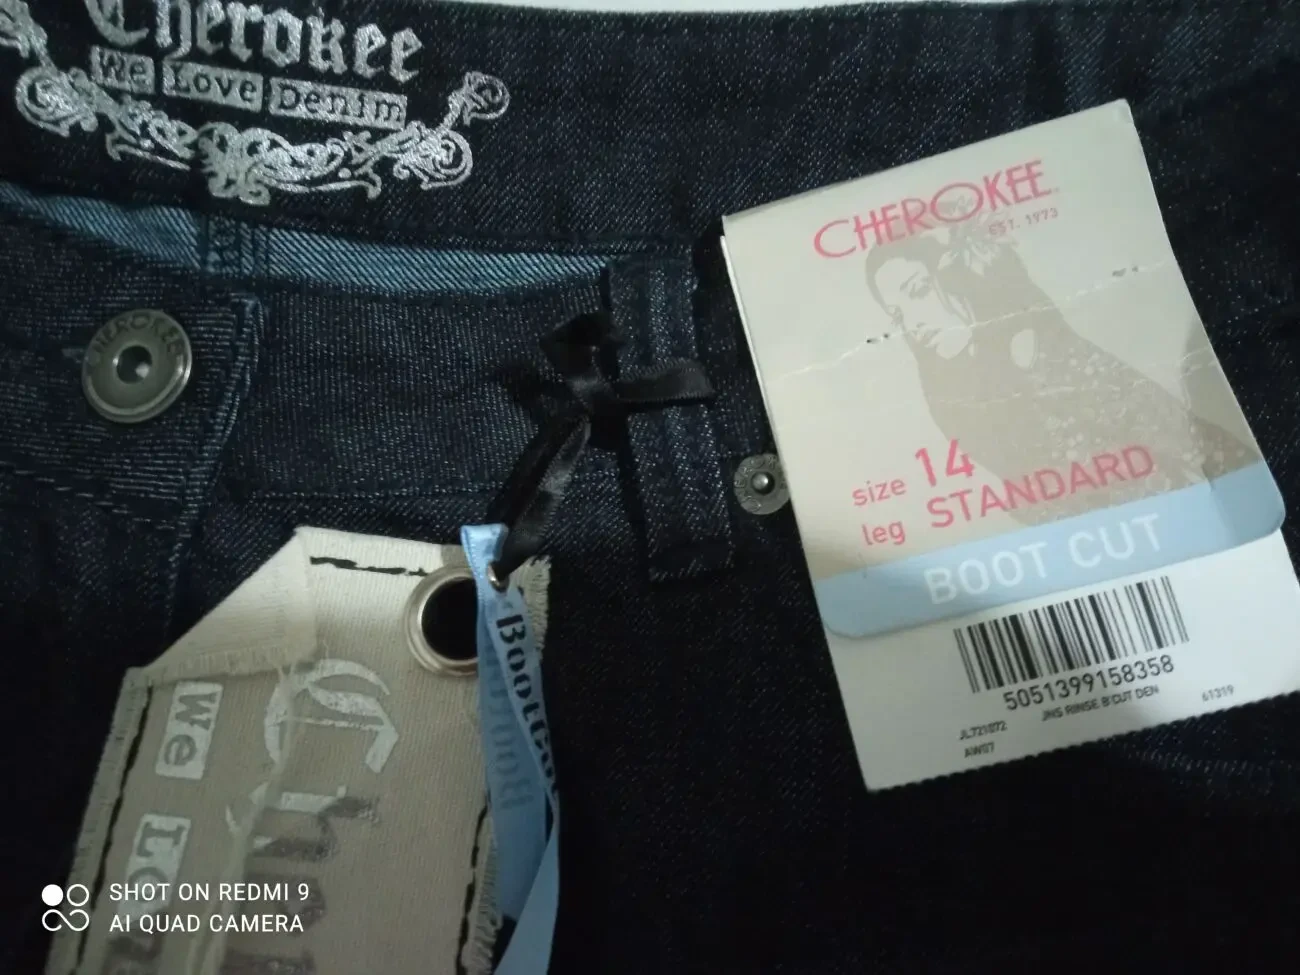 Cherokee
We Love Denim
CHEROKEE
CHEROKEE
EST. 1973
size 14
leg STANDARD
BOOT CUT
5051399158358
JNS RINSE B'CUT DEN
61319
JL721072
AW07
We
SHOT ON REDMI 9
AI QUAD CAMERA